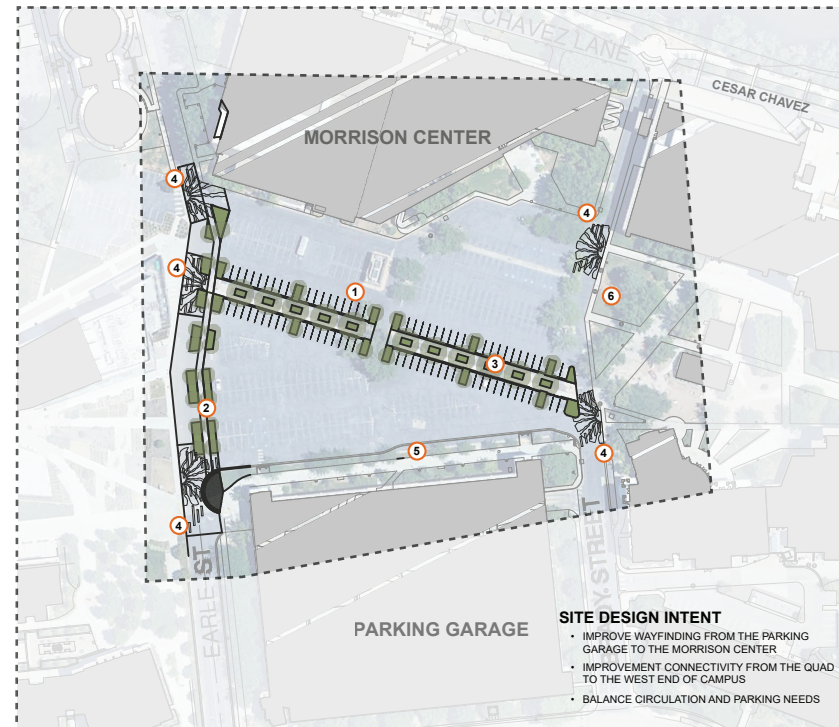 CHAVEZ LANE
CESAR CHAVEZ
W
MORRISON CENTER
4
4
4
1
6
3
2
5
4
4
EARLE ST
STREET
PARKING GARAGE
SITE DESIGN INTENT
• IMPROVE WAYFINDING FROM THE PARKING
GARAGE TO THE MORRISON CENTER
• IMPROVEMENT CONNECTIVITY FROM THE QUAD
TO THE WEST END OF CAMPUS
• BALANCE CIRCULATION AND PARKING NEEDS